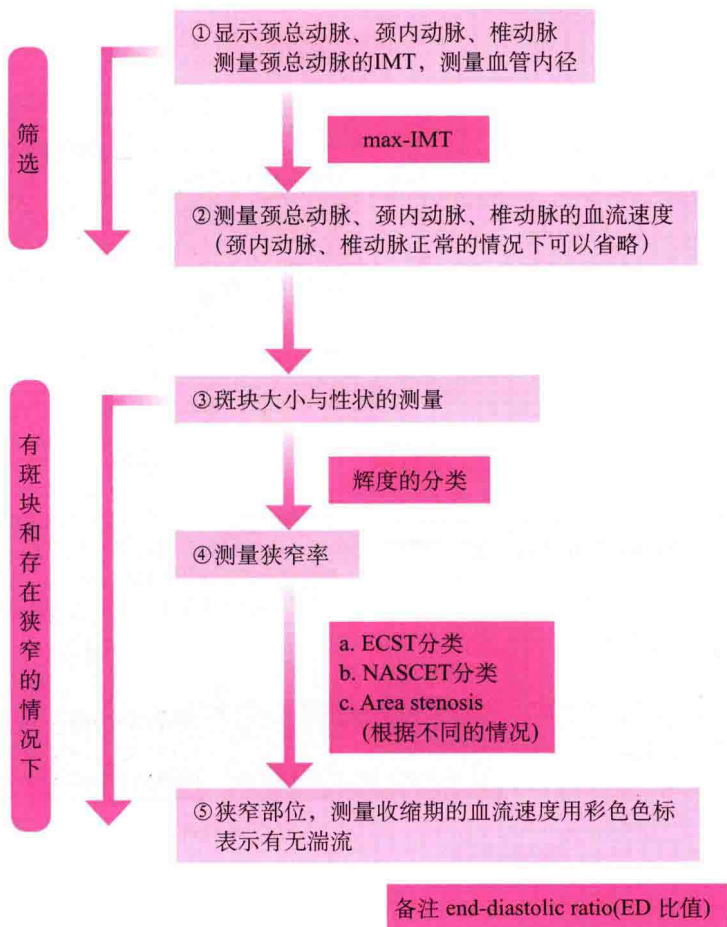 ①显示颈总动脉、颈内动脉、椎动脉
测量颈总动脉的IMT，测量血管内径
筛选
max-IMT
②测量颈总动脉、颈内动脉、椎动脉的血流速度
（颈内动脉、椎动脉正常的情况下可以省略）
③斑块大小与性状的测量
有斑块和存在狭窄的情况下
辉度的分类
④测量狭窄率
a. ECST分类
b. NASCET分类
c. Area stenosis
(根据不同的情况)
⑤狭窄部位，测量收缩期的血流速度用彩色色标
表示有无湍流
备注 end-diastolic ratio(ED 比值)